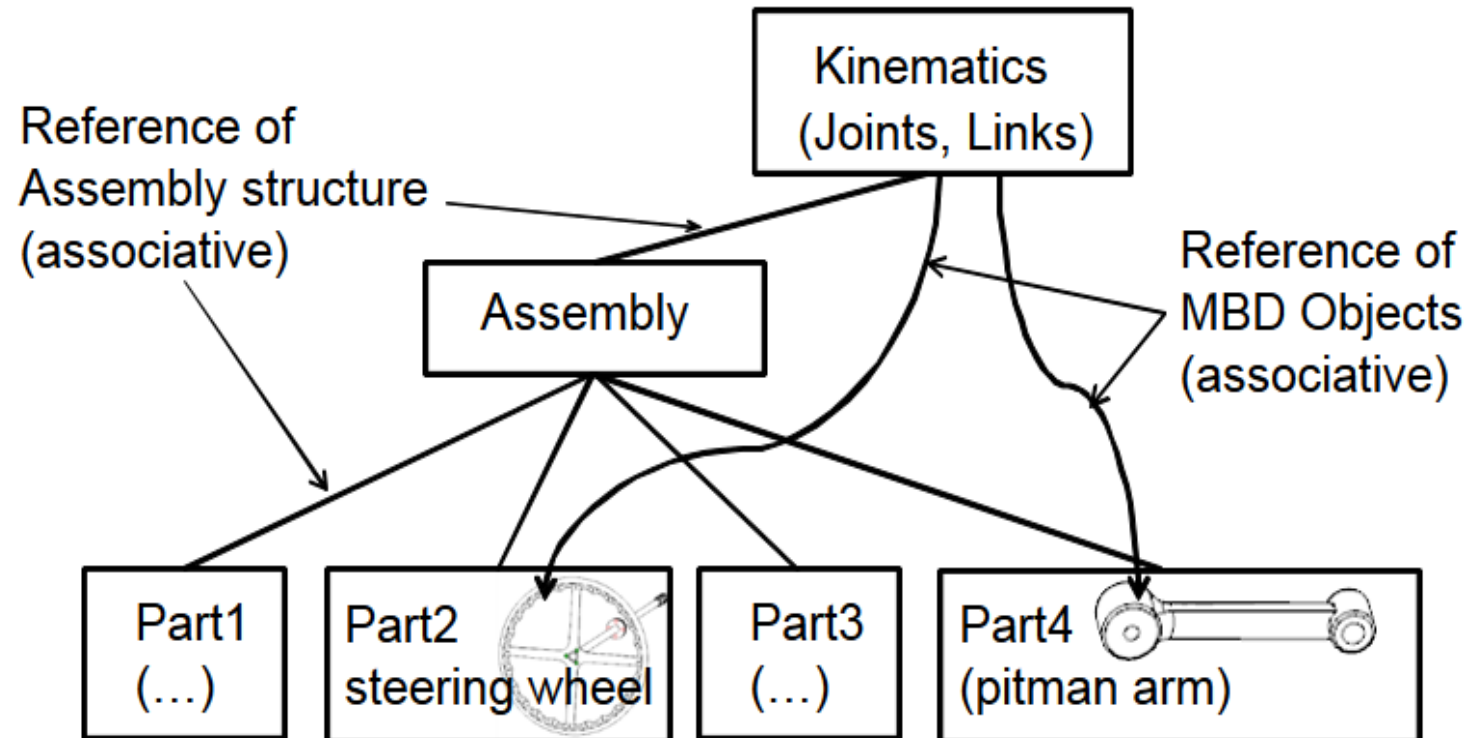 Kinematics
(Joints, Links)
Reference of
Assembly structure
(associative)
Reference of
MBD Objects
(associative)
Assembly
Part1
(...)
Part2
steering wheel
Part3
(...)
Part4
(pitman arm)